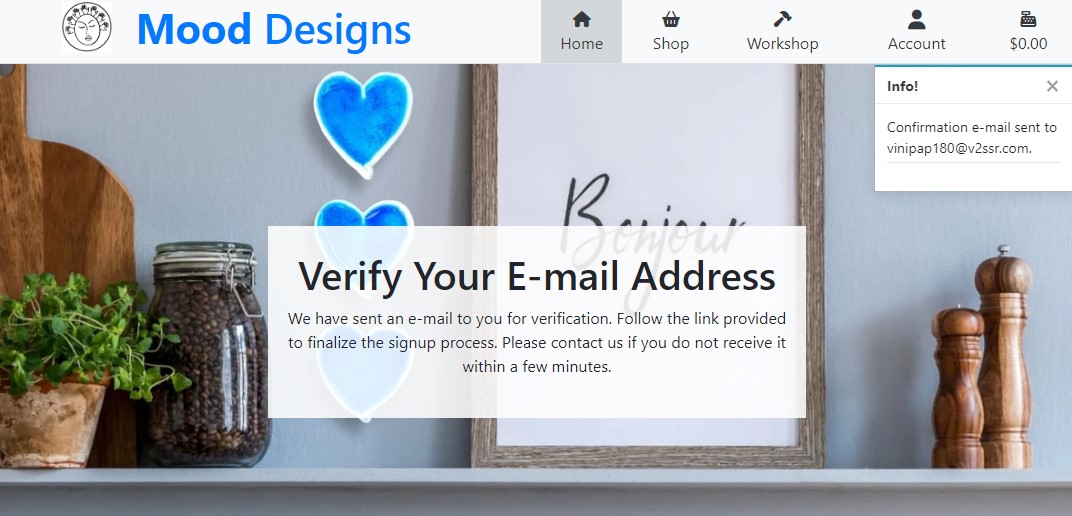 Mood Designs
Home
Shop
Workshop
Account
$0.00
Info!
×
Confirmation e-mail sent to
vinipap180@v2ssr.com.
Bonjour
Verify Your E-mail Address
We have sent an e-mail to you for verification. Follow the link provided
to finalize the signup process. Please contact us if you do not receive it
within a few minutes.